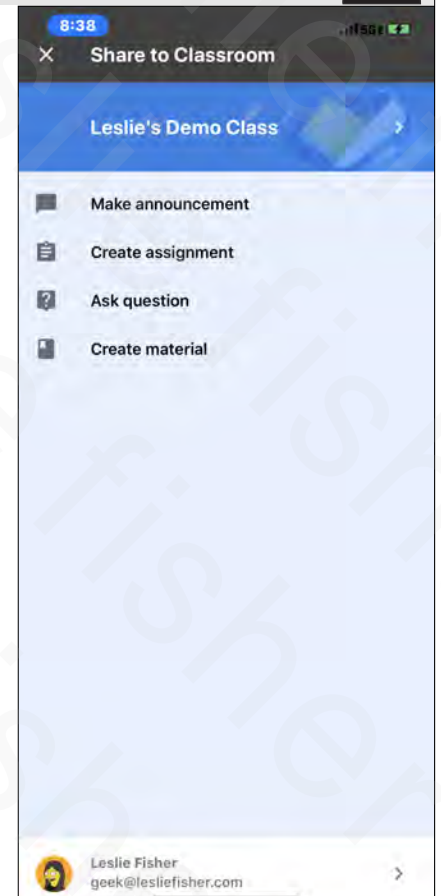 8:38
Share to Classroom
Leslie's Demo Class
Make announcement
Create assignment
Ask question
Create material
Leslie Fisher
geek@lesliefisher.com